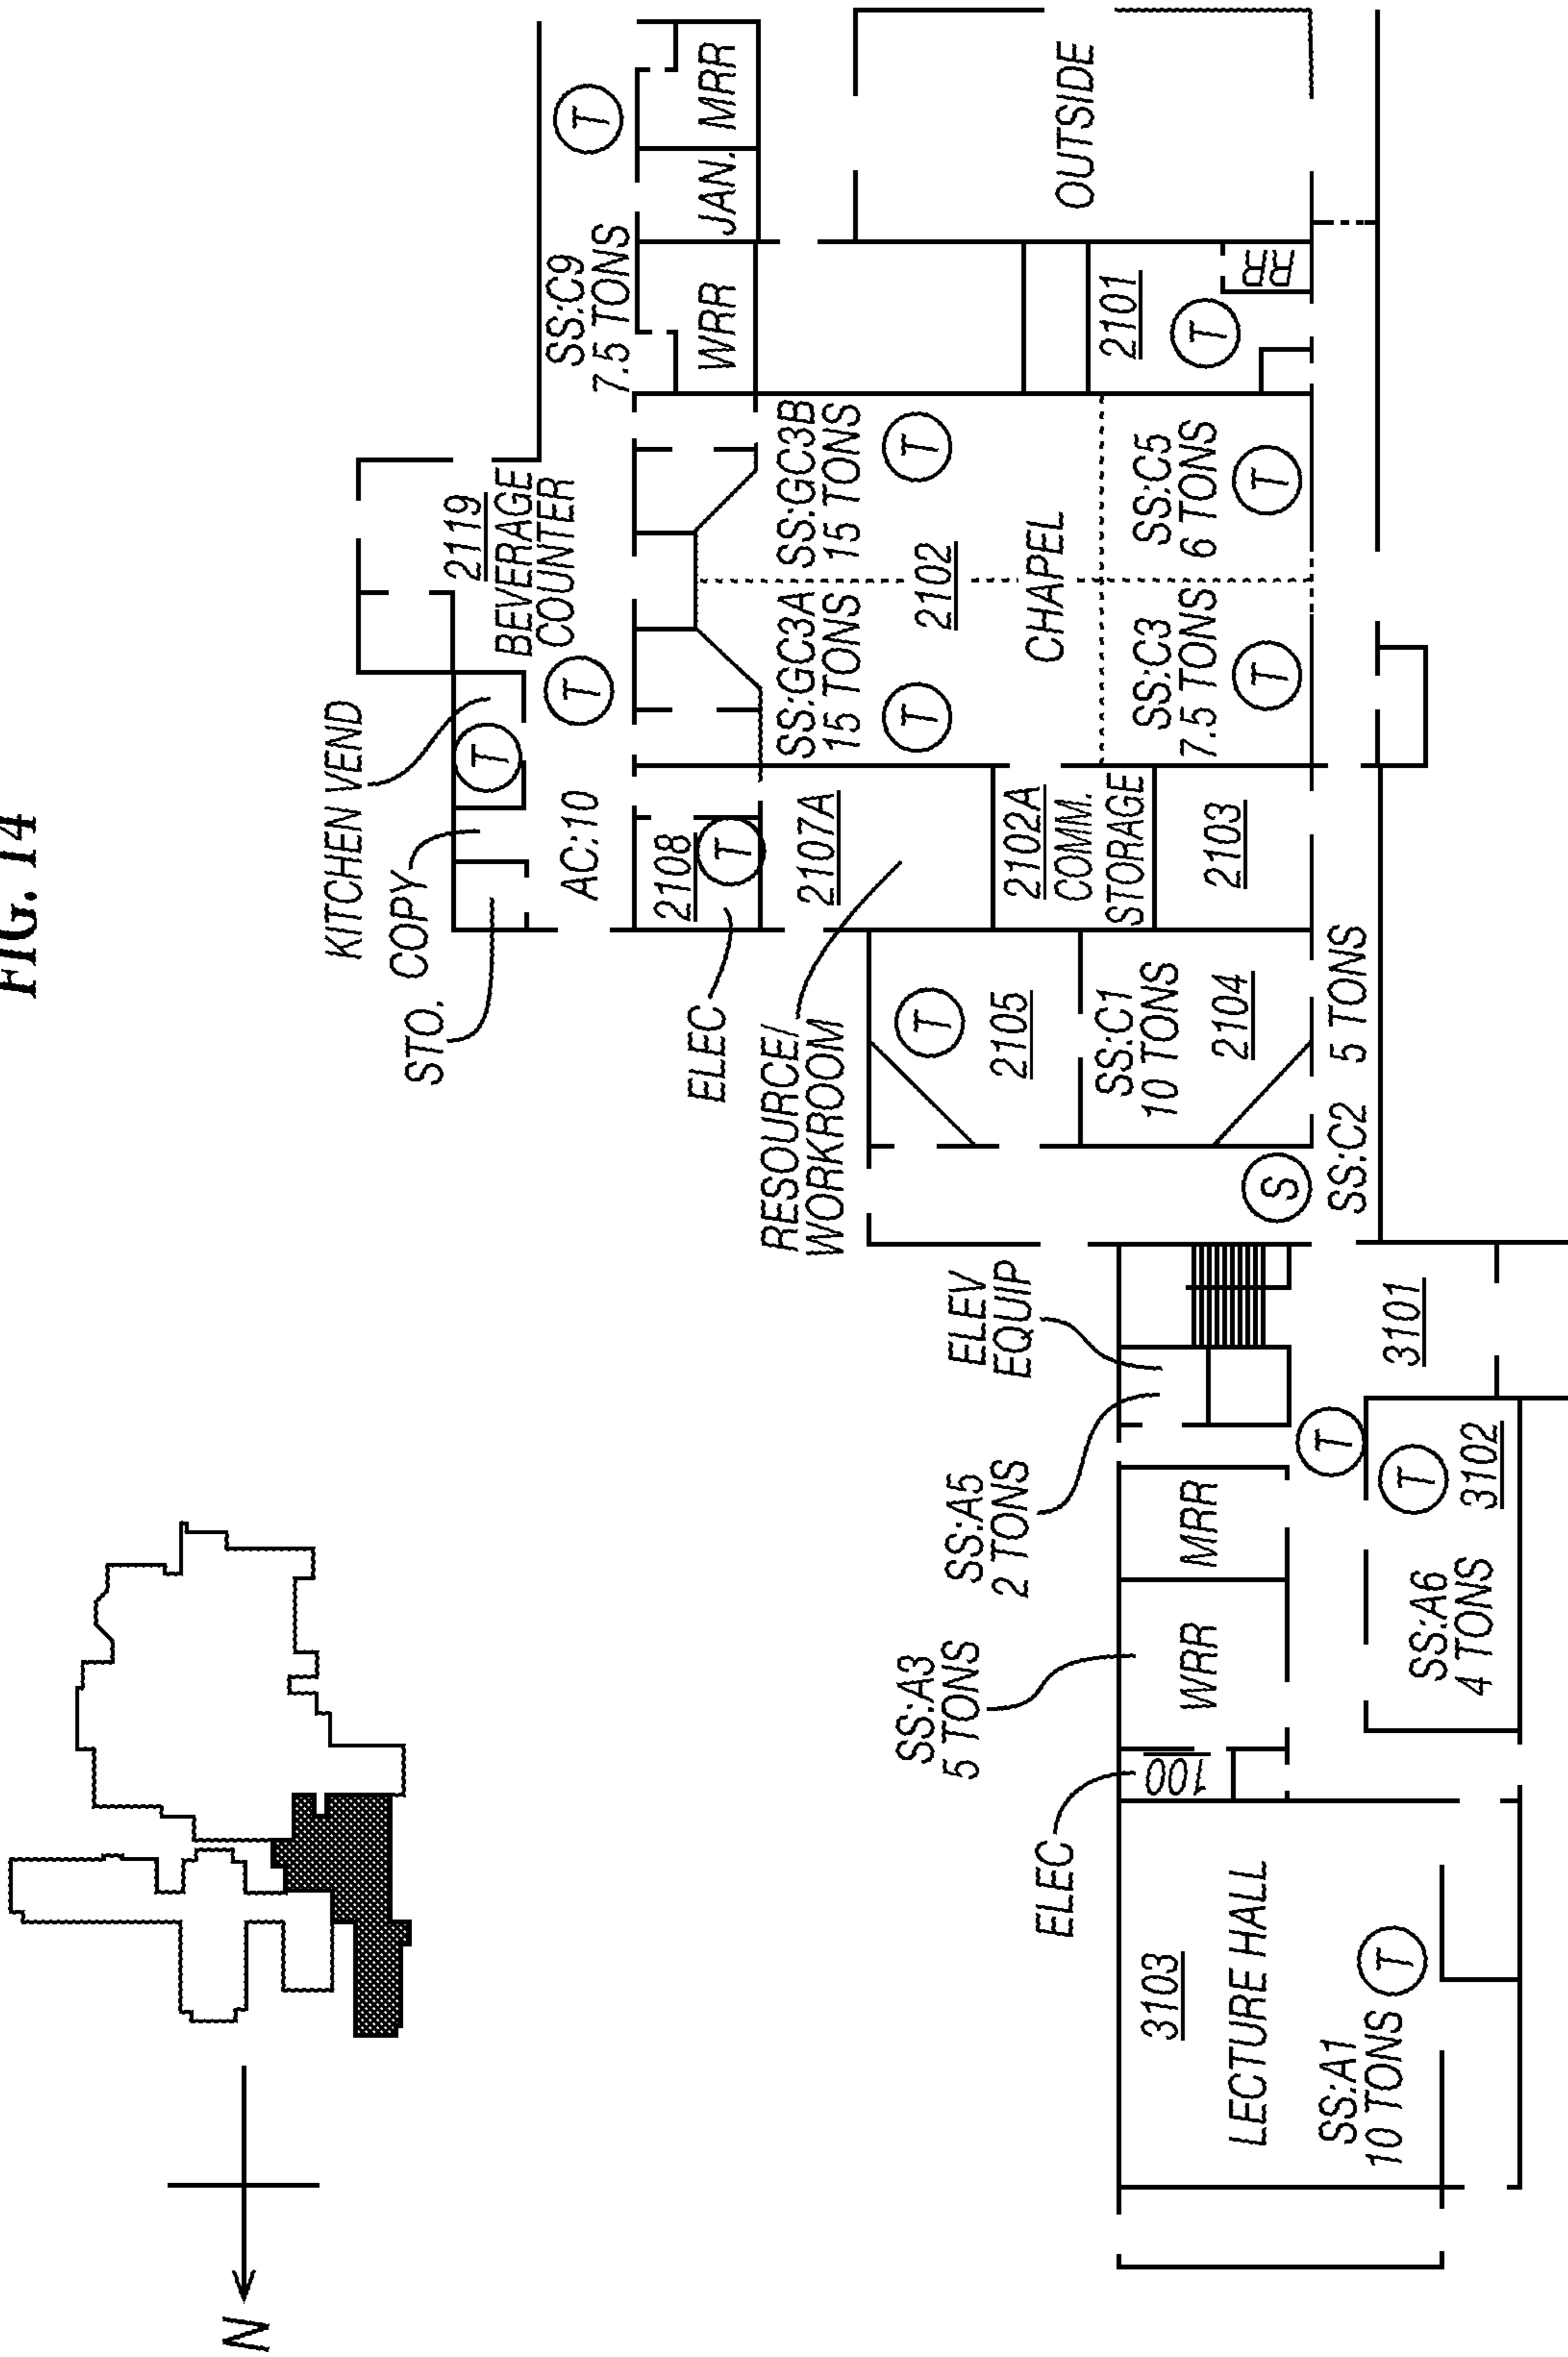 FIG. 14
N
KITCHEN VEND
COPY
STO.
2119
BEVERAGE
COUNTER
T
T
AC:10
SS:C9
7.5 TONS
T
WRR
JAN.
MRR
ELEC
2108
T
RESOURCE/
WORKROOM
2107A
SS:GC3A
15 TONS
SS:GC3B
15 TONS
T
T
2102
CHAPEL
OUTSIDE
2102A
COMM.
STORAGE
2103
SS:C3
7.5 TONS
T
SS:C5
6 TONS
T
2101
T
RR
T
2105
SS:C1
10 TONS
2104
S
SS:C2 5 TONS
ELEV
EQUIP
SS:A5
2 TONS
SS:A3
5 TONS
ELEC
100
WRR
MRR
3101
T
T
3102
SS:A6
4 TONS
3103
LECTURE HALL
SS:A1
10 TONS
T